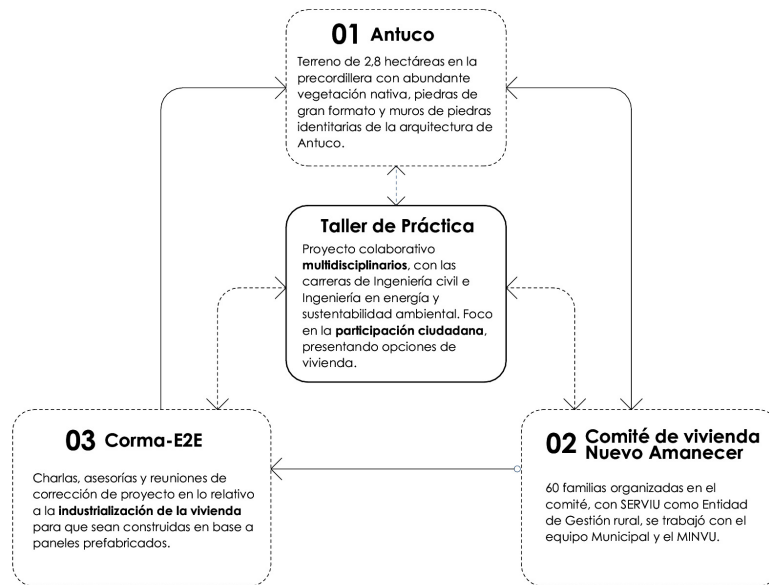 01 Antuco
Terreno de 2,8 hectáreas en la
precordillera con abundante
vegetación nativa, piedras de
gran formato y muros de piedras
identitarias de la arquitectura de
Antuco.
Taller de Práctica
Proyecto colaborativo
multidisciplinarios, con las
carreras de Ingeniería civil e
Ingeniería en energía y
sustentabilidad ambiental. Foco
en la participación ciudadana,
presentando opciones de
vivienda.
03 Corma-E2E
Charlas, asesorías y reuniones de
corrección de proyecto en lo relativo
a la industrialización de la vivienda
para que sean construidas en base a
paneles prefabricados.
02 Comité de vivienda
Nuevo Amanecer
60 familias organizadas en el
comité, con SERVIU como Entidad
de Gestión rural, se trabajó con el
equipo Municipal y el MINVU.